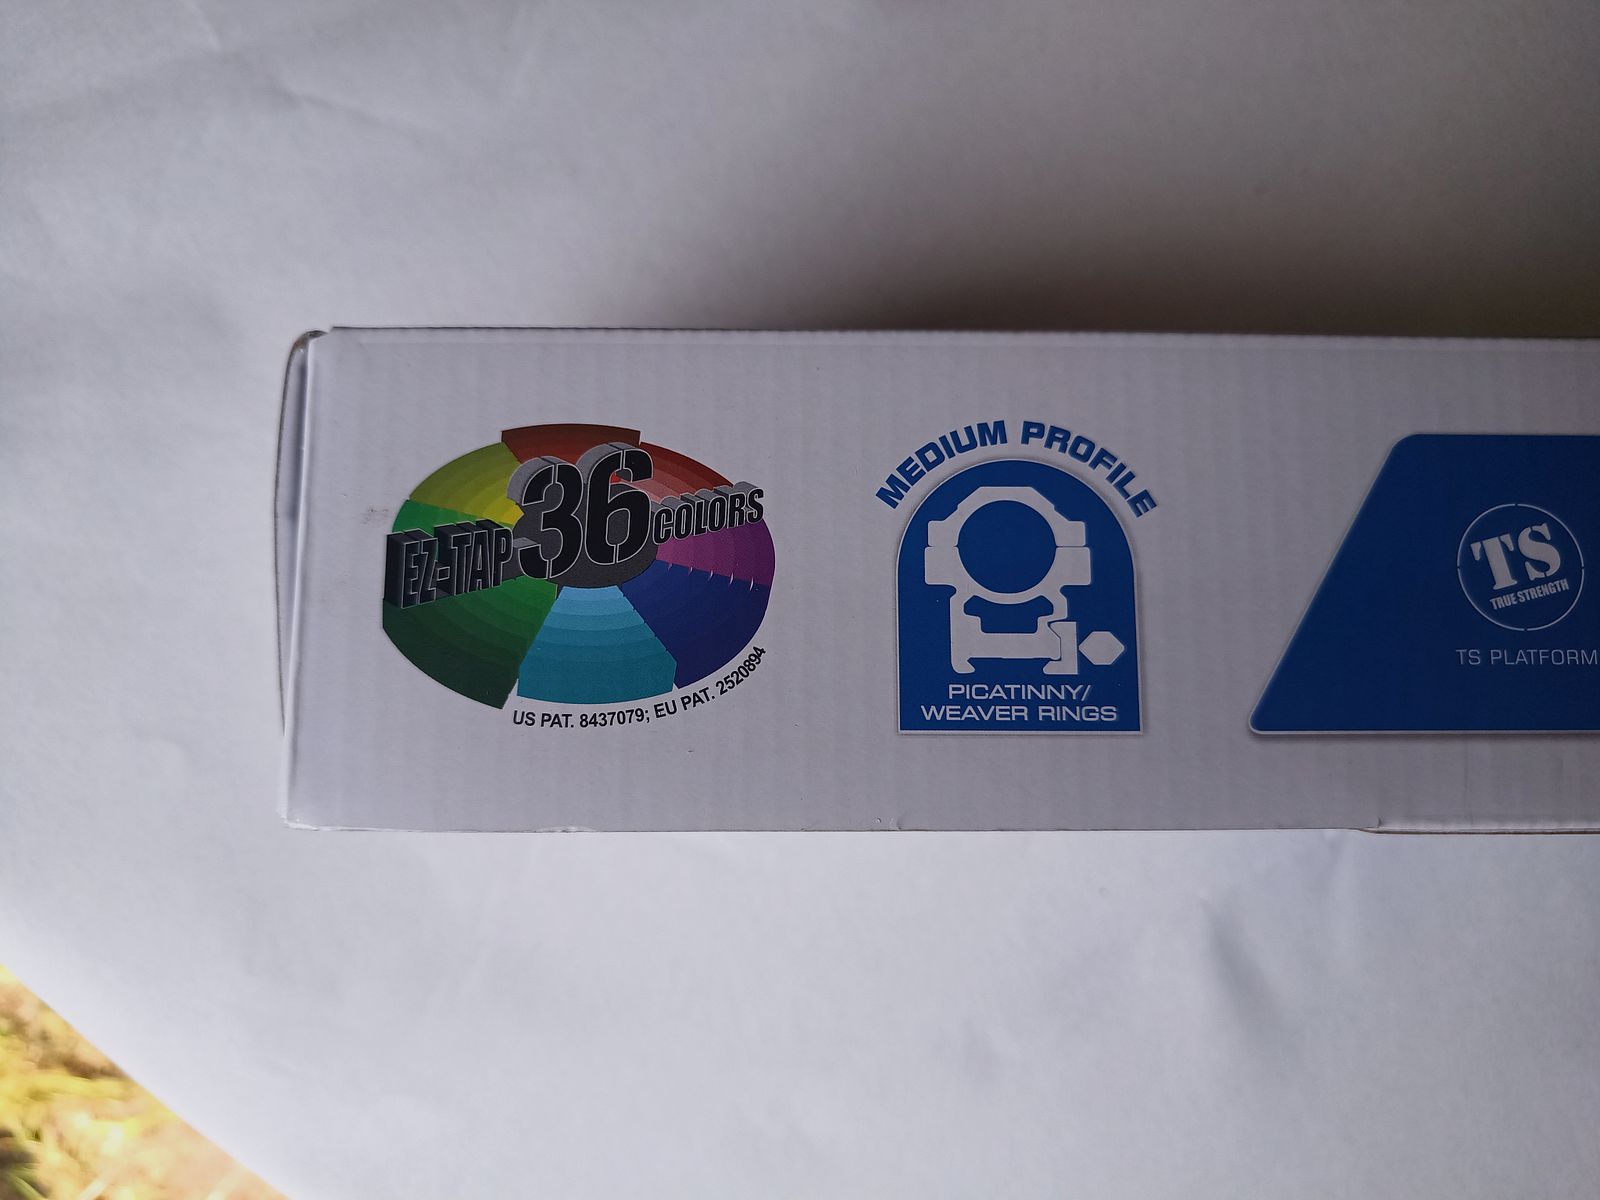 EZ-TAP 36 COLORS
US PAT. 8437079; EU PAT. 2520894
MEDIUM PROFILE
PICATINNY/
WEAVER RINGS
TS
TRUE STRENGTH
TS PLATFORM